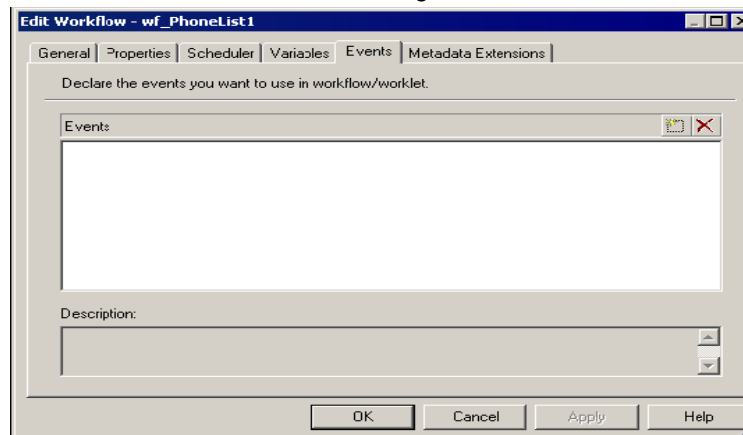 Edit Workflow - wf_PhoneList1
General Properties Scheduler Variables Events Metadata Extensions
Declare the events you want to use in workflow/worklet.
Events
Description:
OK Cancel Apply Help